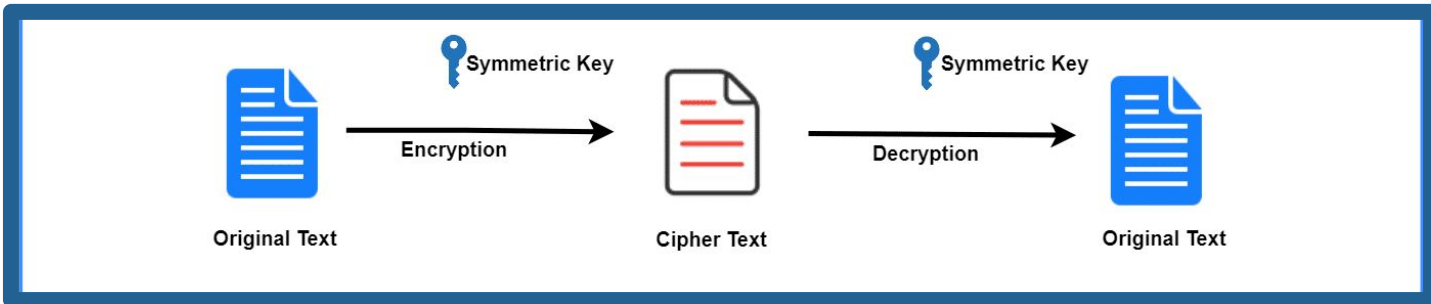 Symmetric Key
Symmetric Key
Encryption
Decryption
Original Text
Cipher Text
Original Text